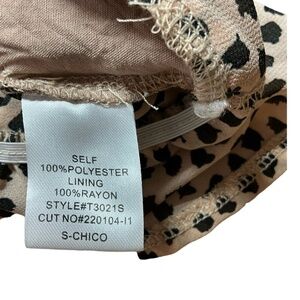 SELF
100%POLYESTER
LINING
100%RAYON
STYLE#T3021S
CUT NO#220104-I1
S-CHICO